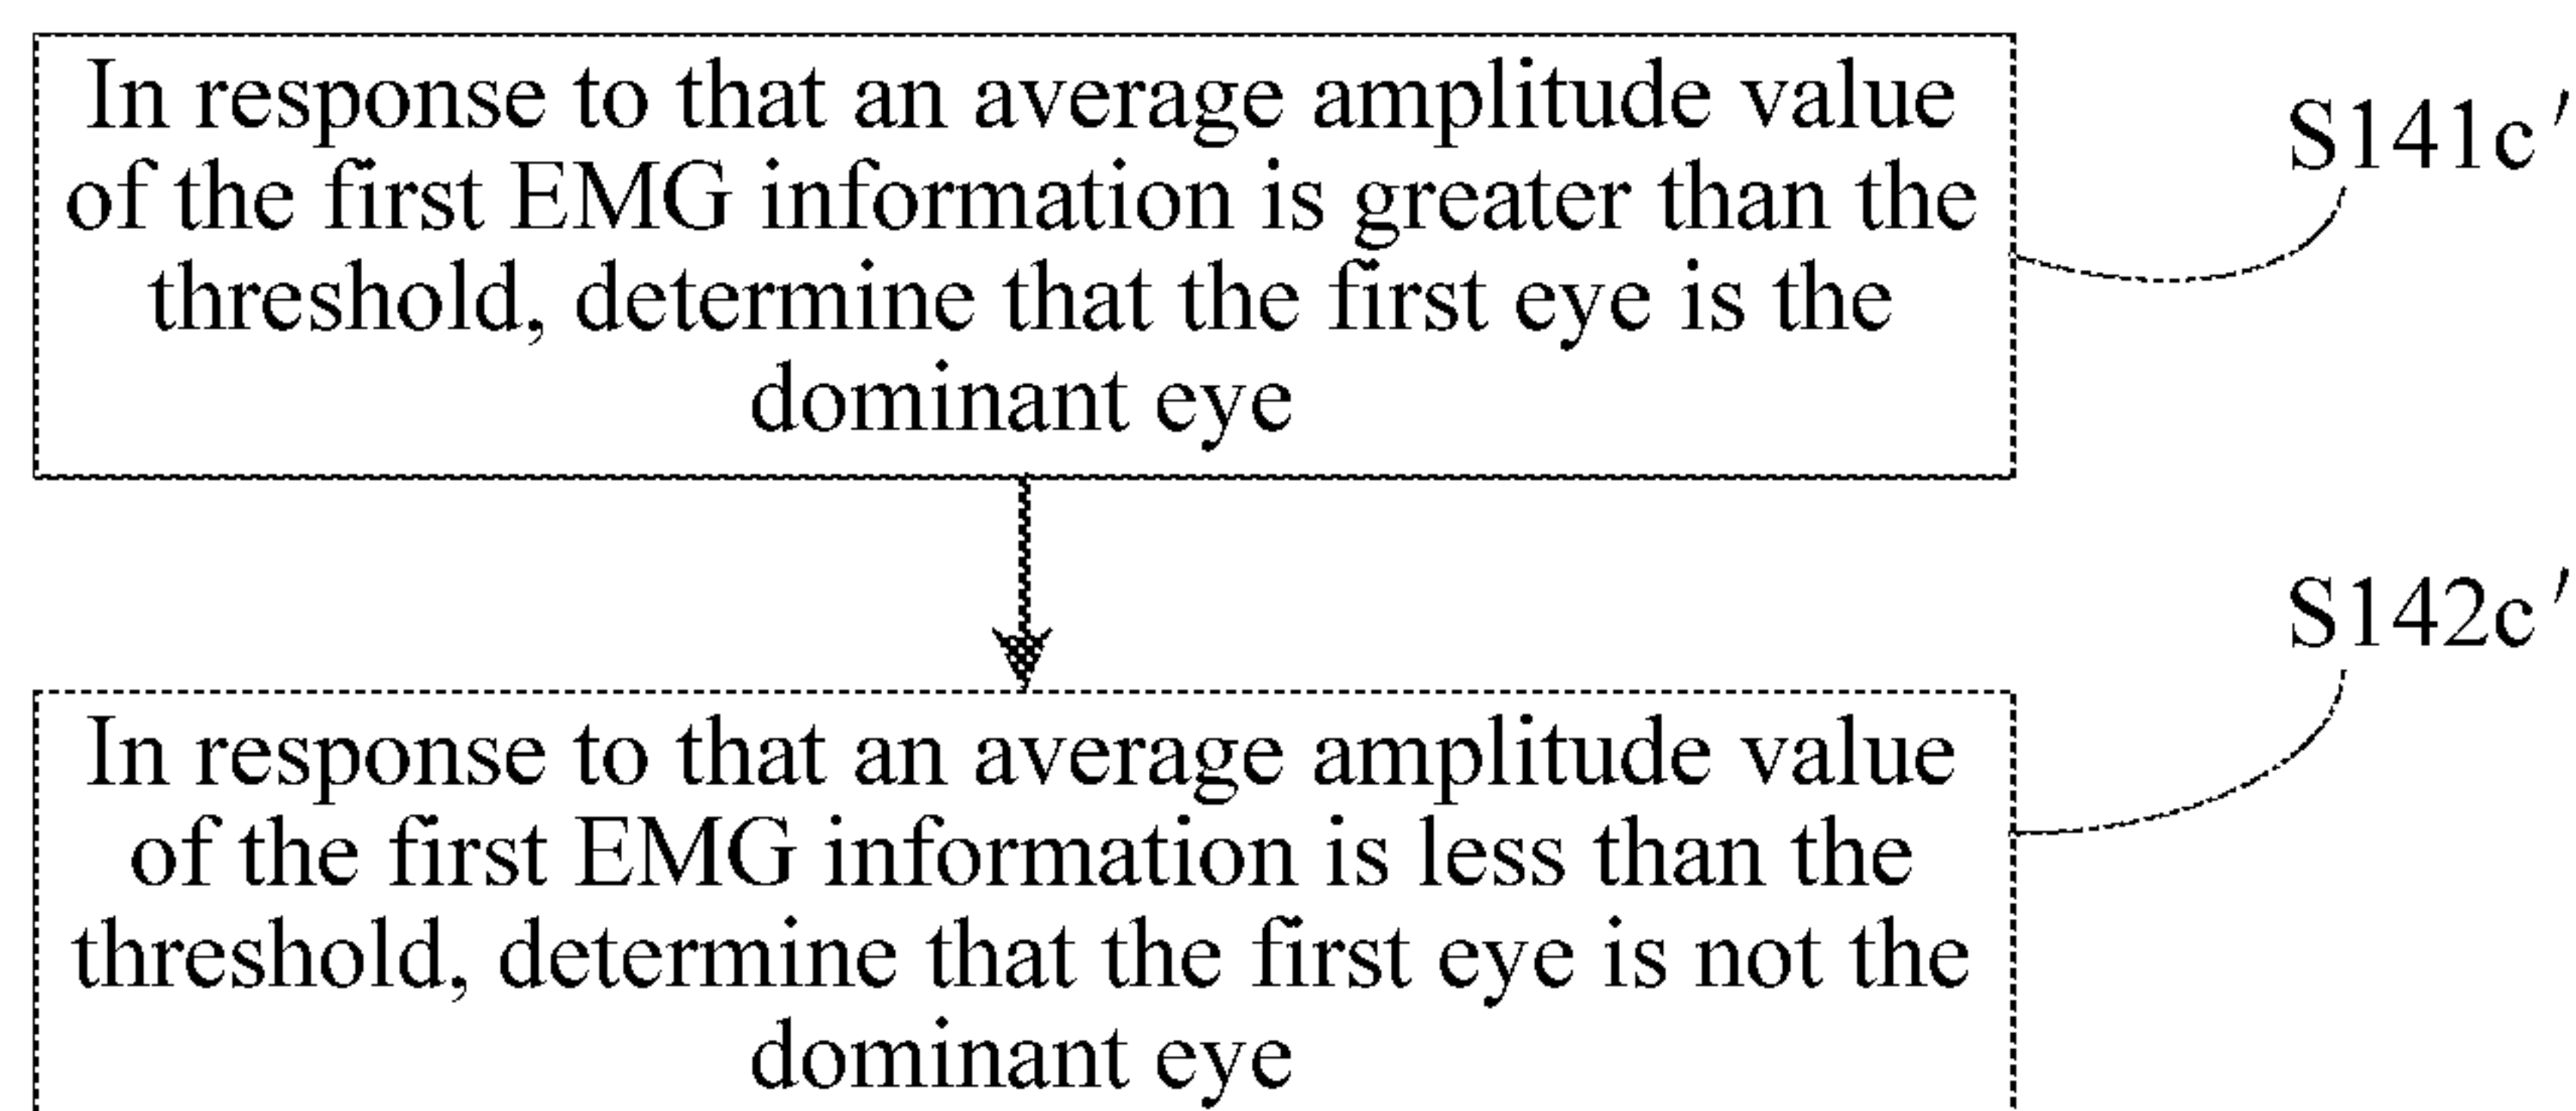 In response to that an average amplitude value
of the first EMG information is greater than the
threshold, determine that the first eye is the
dominant eye
S141c′
In response to that an average amplitude value
of the first EMG information is less than the
threshold, determine that the first eye is not the
dominant eye
S142c′